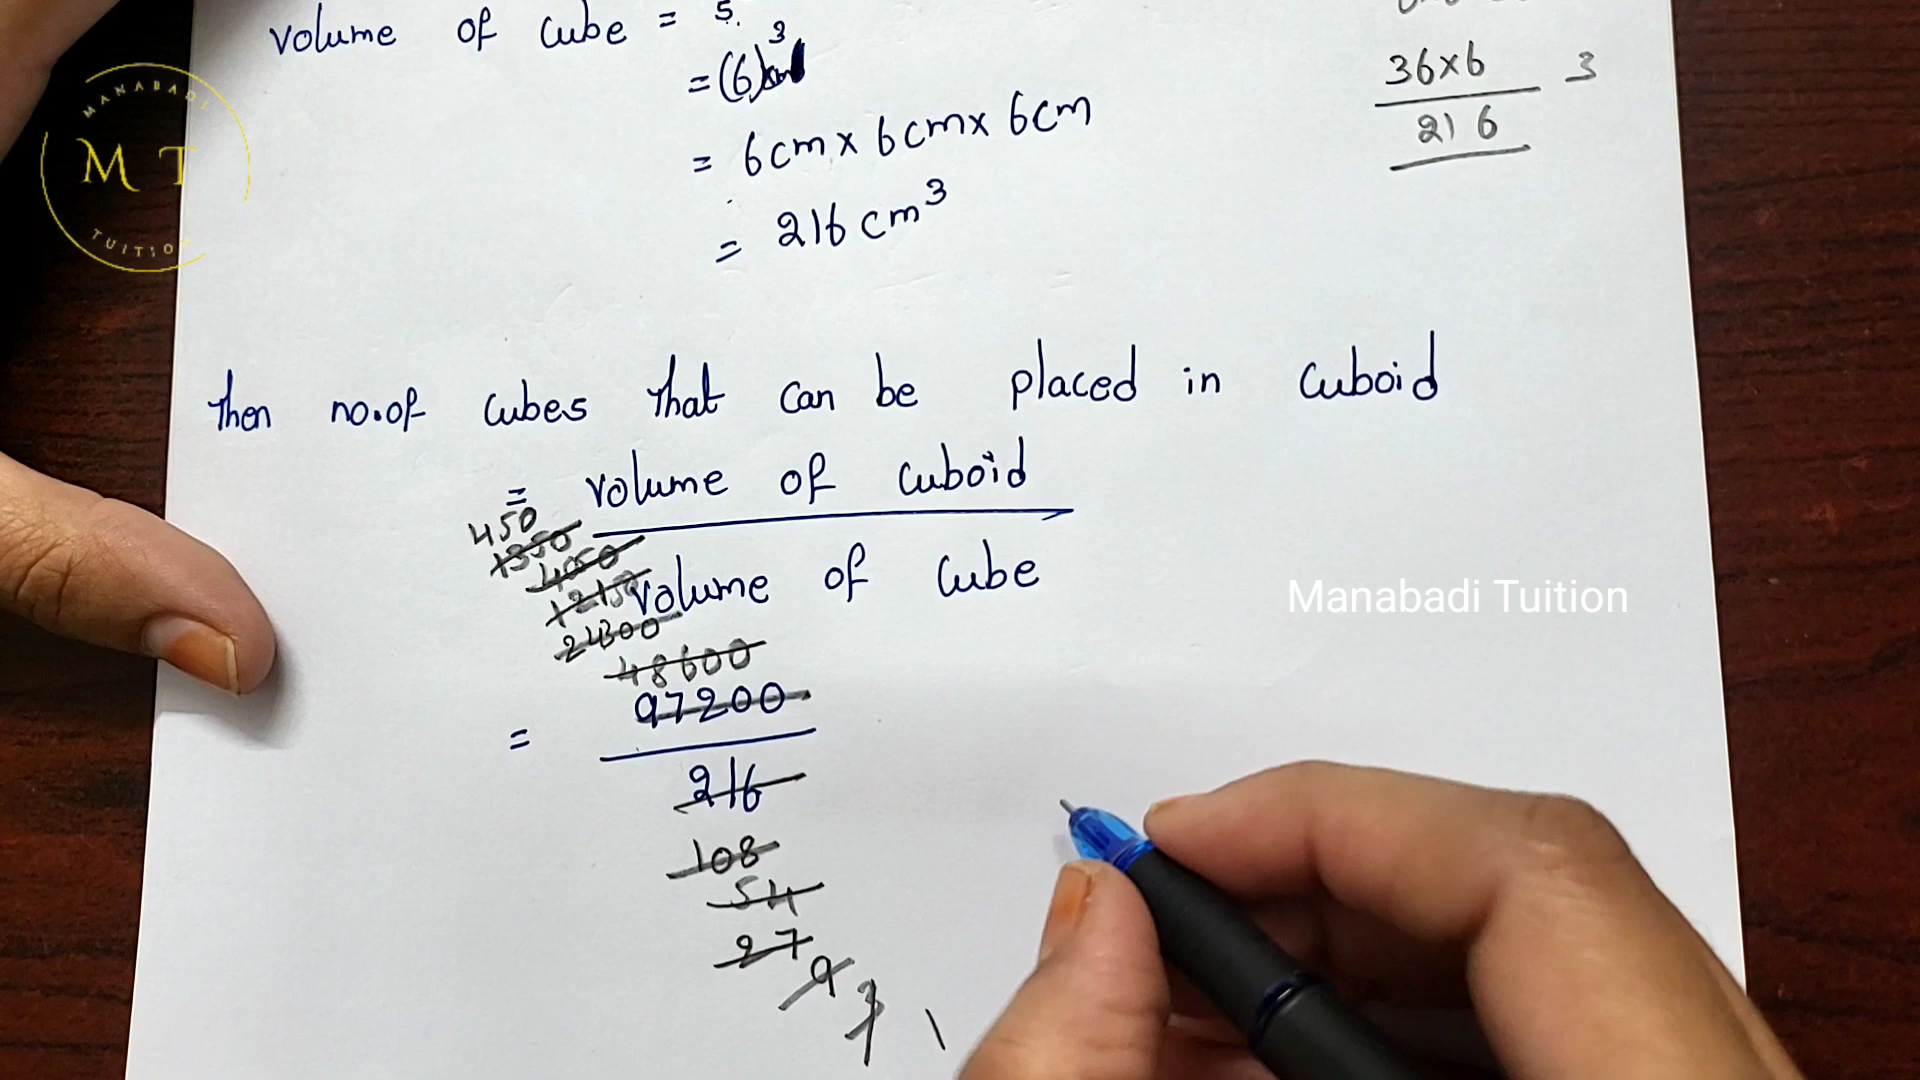 volume of cube = s
= (6)³
= 6cm x 6cm x 6cm
= 216 cm³
36x6
3
216
MANABADI
M T
TUITION
Then no.of cubes that can be placed in cuboid
= volume of cuboid
volume of cube
450
1350
4050
12150
24300
48600
= 97200
216
108
54
27
9
3
1
Manabadi Tuition